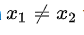 x₁ ≠ x₂